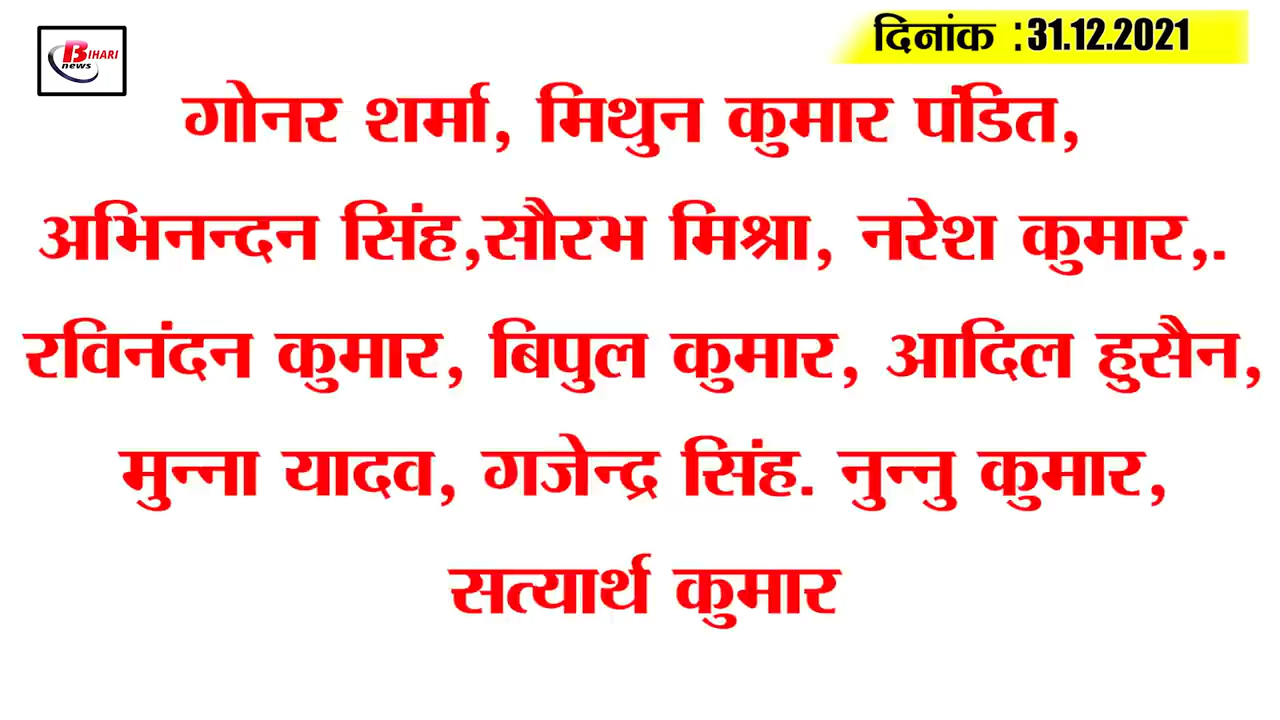 BIHARI
news
दिनांक :31.12.2021
गोनर शर्मा, मिथुन कुमार पंडित,
अभिनन्दन सिंह,सौरभ मिश्रा, नरेश कुमार,.
रविनंदन कुमार, बिपुल कुमार, आदिल हुसैन,
मुन्ना यादव, गजेन्द्र सिंह. नुन्नु कुमार,
सत्यार्थ कुमार